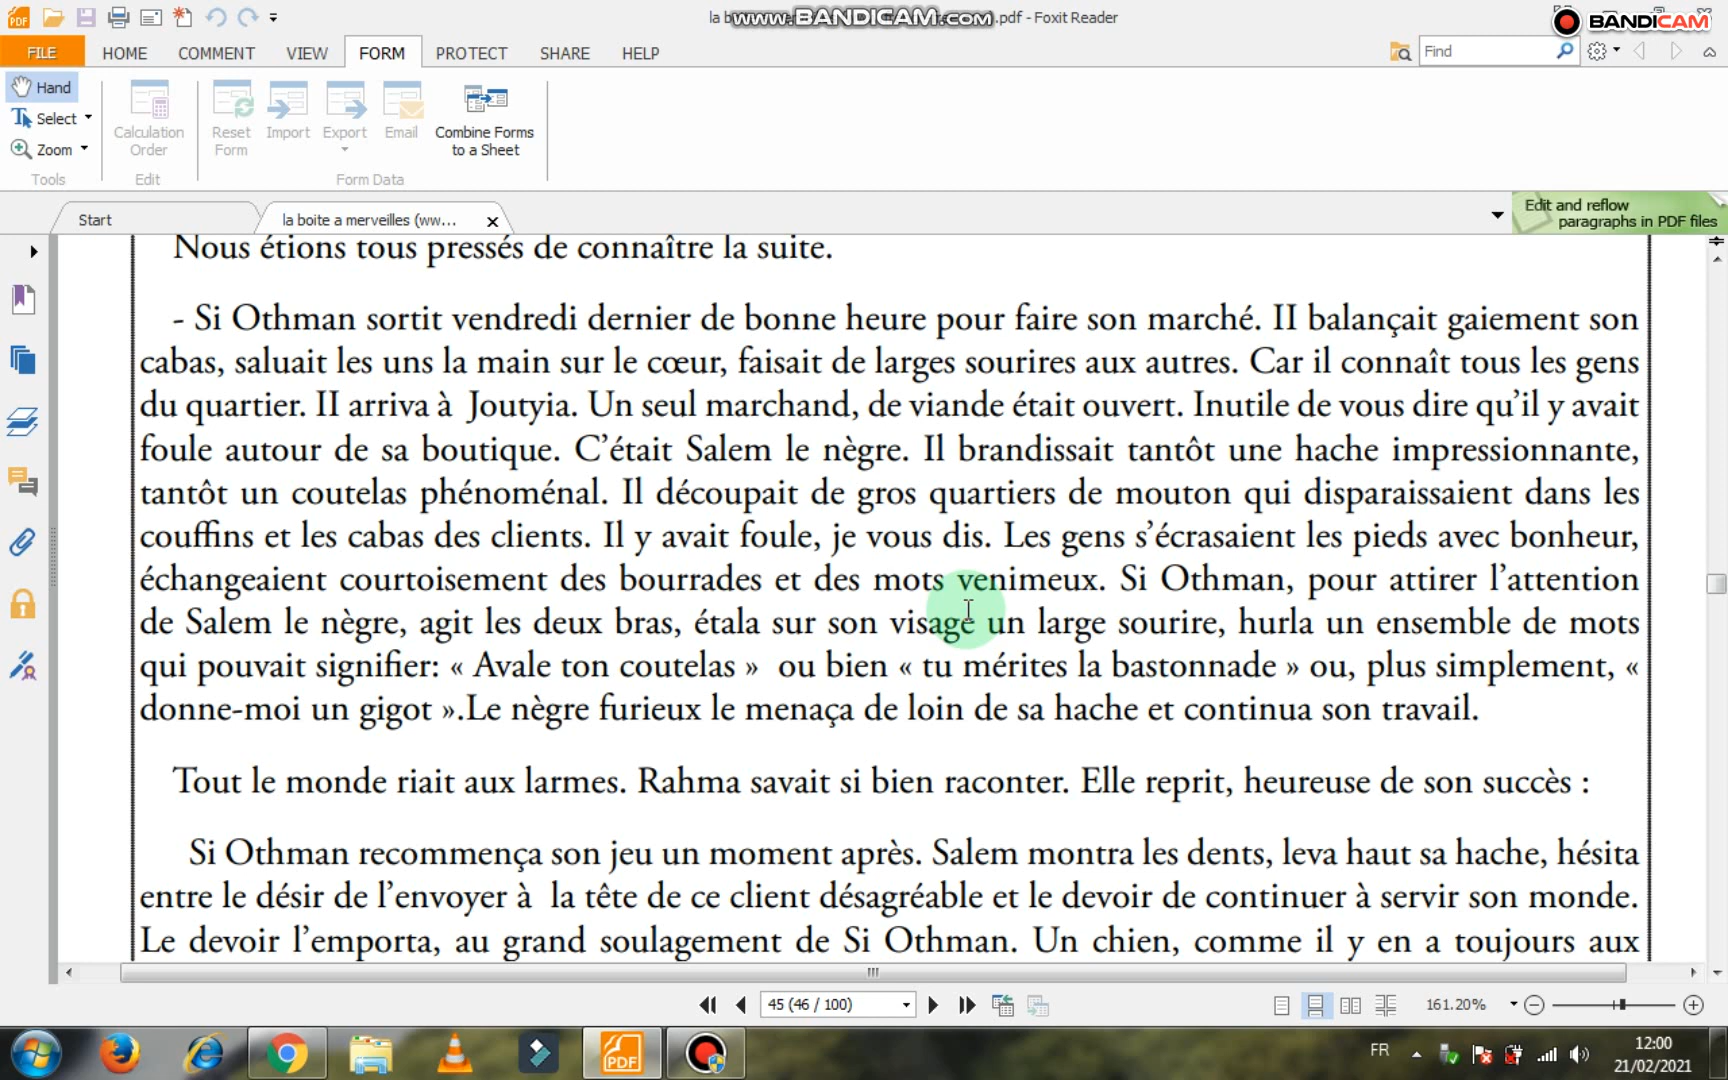 la b www.BANDICAM.com .pdf - Foxit Reader
BANDICAM
FILE HOME COMMENT VIEW FORM PROTECT SHARE HELP
Find
Hand
Select
Zoom
Tools
Calculation Order
Edit
Reset Form
Import
Export
Email
Combine Forms to a Sheet
Form Data
Start
la boite a merveilles (ww...
Edit and reflow
paragraphs in PDF files
Nous étions tous pressés de connaître la suite.
- Si Othman sortit vendredi dernier de bonne heure pour faire son marché. II balançait gaiement son
cabas, saluait les uns la main sur le cœur, faisait de larges sourires aux autres. Car il connaît tous les gens
du quartier. II arriva à Joutyia. Un seul marchand, de viande était ouvert. Inutile de vous dire qu’il y avait
foule autour de sa boutique. C’était Salem le nègre. Il brandissait tantôt une hache impressionnante,
tantôt un coutelas phénoménal. Il découpait de gros quartiers de mouton qui disparaissaient dans les
couffins et les cabas des clients. Il y avait foule, je vous dis. Les gens s’écrasaient les pieds avec bonheur,
échangeaient courtoisement des bourrades et des mots venimeux. Si Othman, pour attirer l’attention
de Salem le nègre, agit les deux bras, étala sur son visage un large sourire, hurla un ensemble de mots
qui pouvait signifier: « Avale ton coutelas » ou bien « tu mérites la bastonnade » ou, plus simplement, «
donne-moi un gigot ».Le nègre furieux le menaça de loin de sa hache et continua son travail.
Tout le monde riait aux larmes. Rahma savait si bien raconter. Elle reprit, heureuse de son succès :
Si Othman recommença son jeu un moment après. Salem montra les dents, leva haut sa hache, hésita
entre le désir de l’envoyer à la tête de ce client désagréable et le devoir de continuer à servir son monde.
Le devoir l’emporta, au grand soulagement de Si Othman. Un chien, comme il y en a toujours aux
45 (46 / 100)
161.20%
FR
12:00
21/02/2021